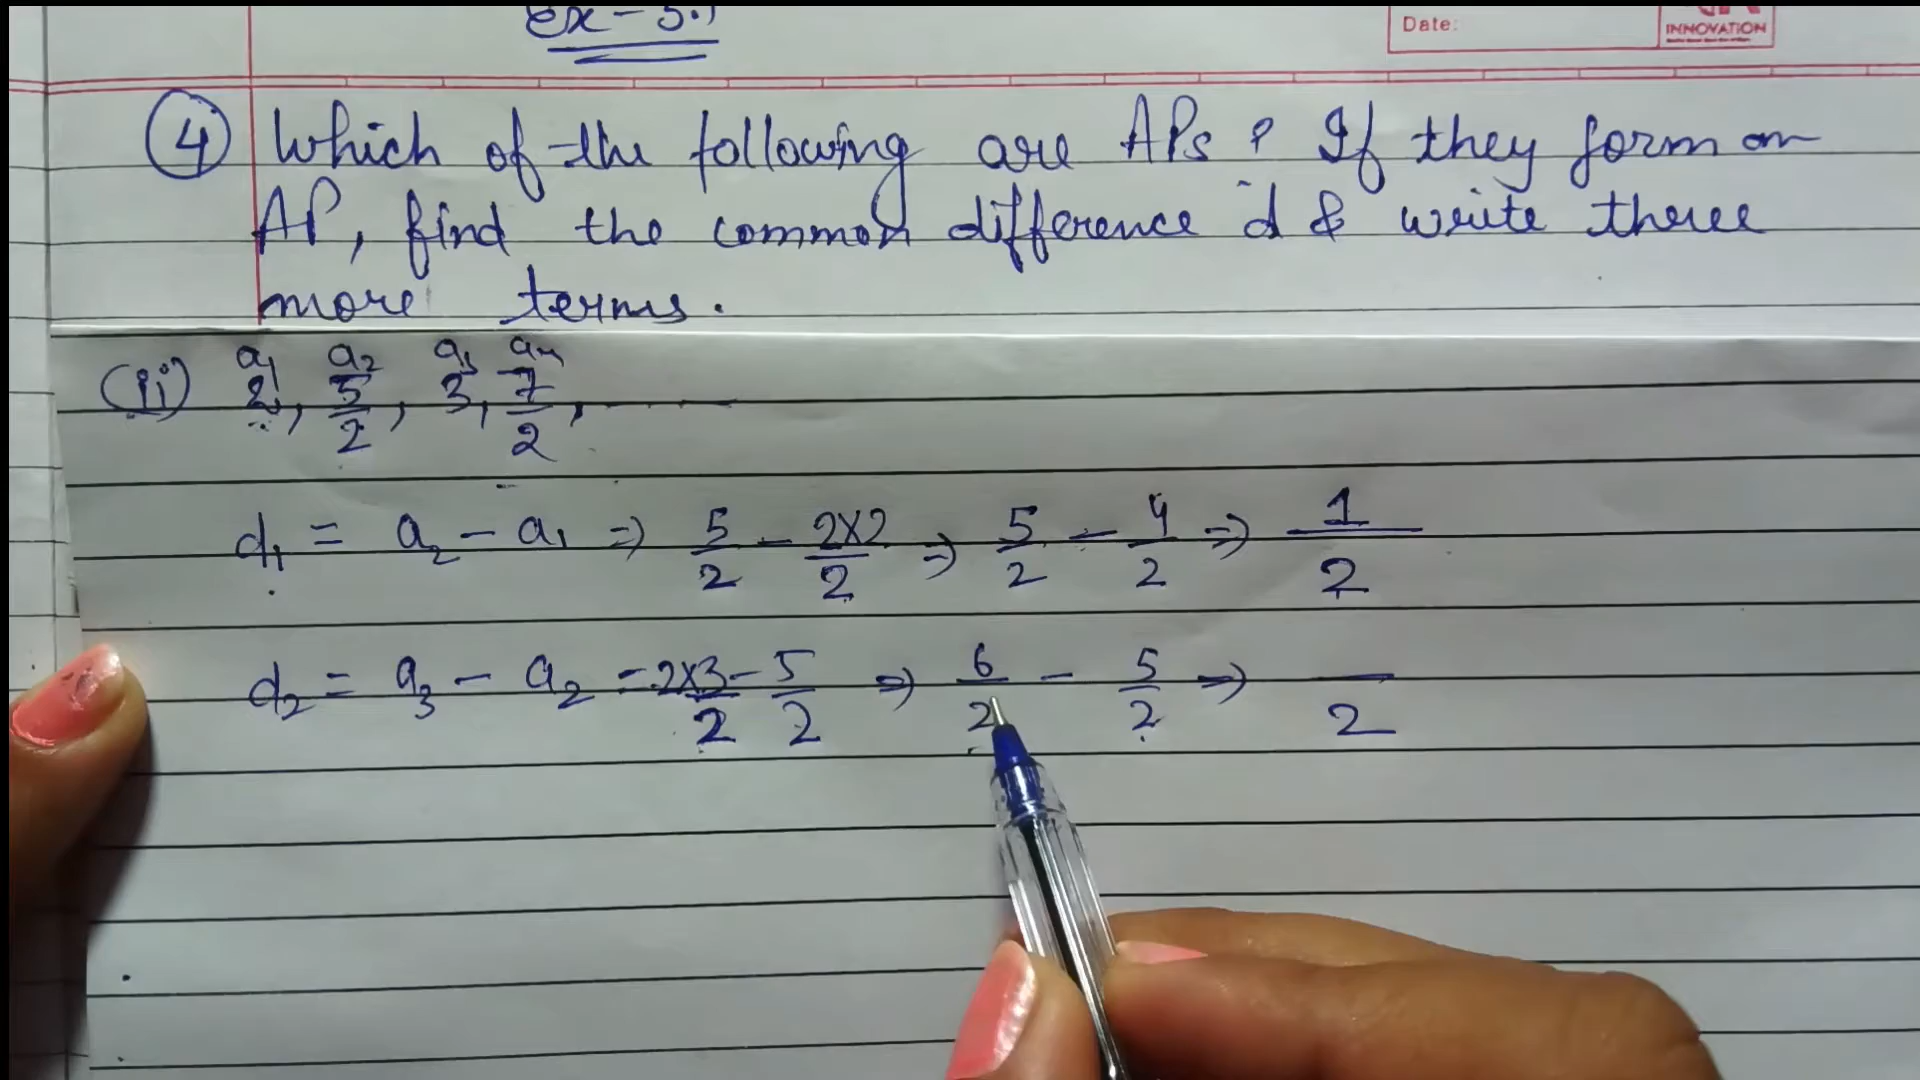 ex - 5.1
Date:
INNOVATION
④ Which of the following are APs ? If they form an
AP, find the common difference d & write three
more terms.
a₁ a₂ a₃ a₄
(ii) 2, 5/2, 3, 7/2, .......
d₁ = a₂ - a₁ ⇒ 5/2 - 2×2/2 ⇒ 5/2 - 4/2 ⇒ 1/2
d₂ = a₃ - a₂ = 2×3/2 - 5/2 ⇒ 6/2 - 5/2 ⇒ /2